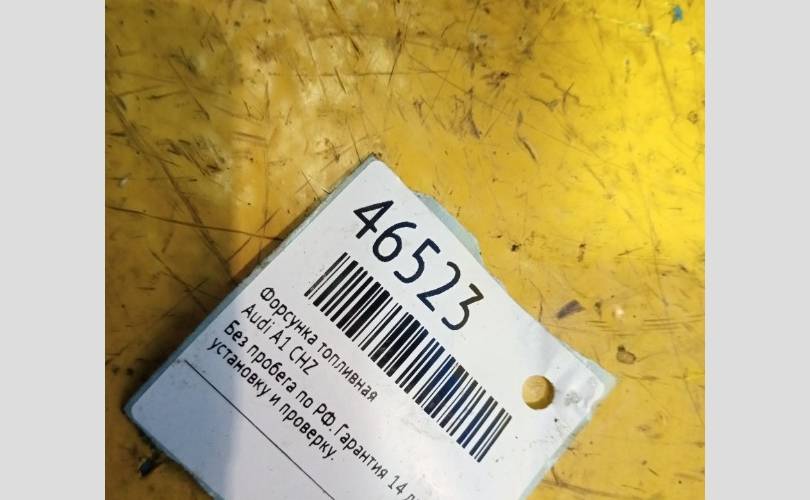 46523
Форсунка топливная
Audi A1 CHZ
Без пробега по РФ. Гарантия 14
установку и проверку.